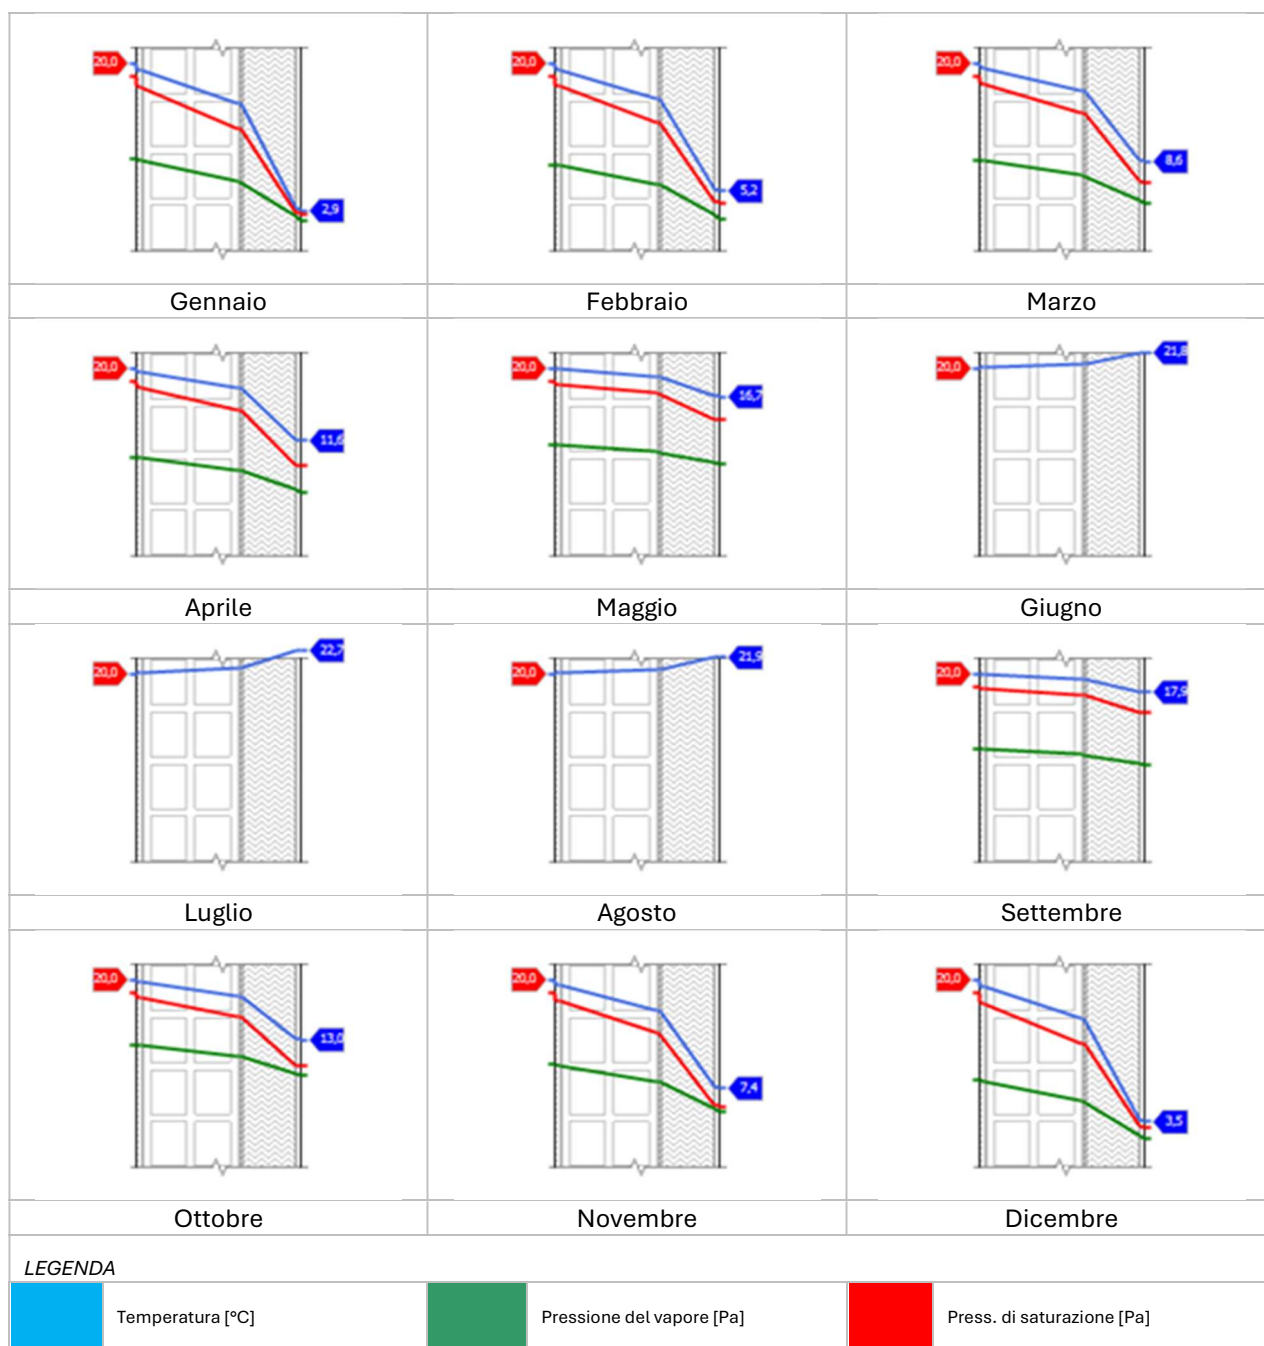 20,0 2,9 20,0 5,2 20,0 8,6
Gennaio Febbraio Marzo
20,0 11,6 20,0 16,7 20,0 21,8
Aprile Maggio Giugno
20,0 22,7 20,0 21,9 20,0 17,9
Luglio Agosto Settembre
20,0 13,0 20,0 7,4 20,0 3,5
Ottobre Novembre Dicembre
LEGENDA
Temperatura [°C] Pressione del vapore [Pa] Press. di saturazione [Pa]